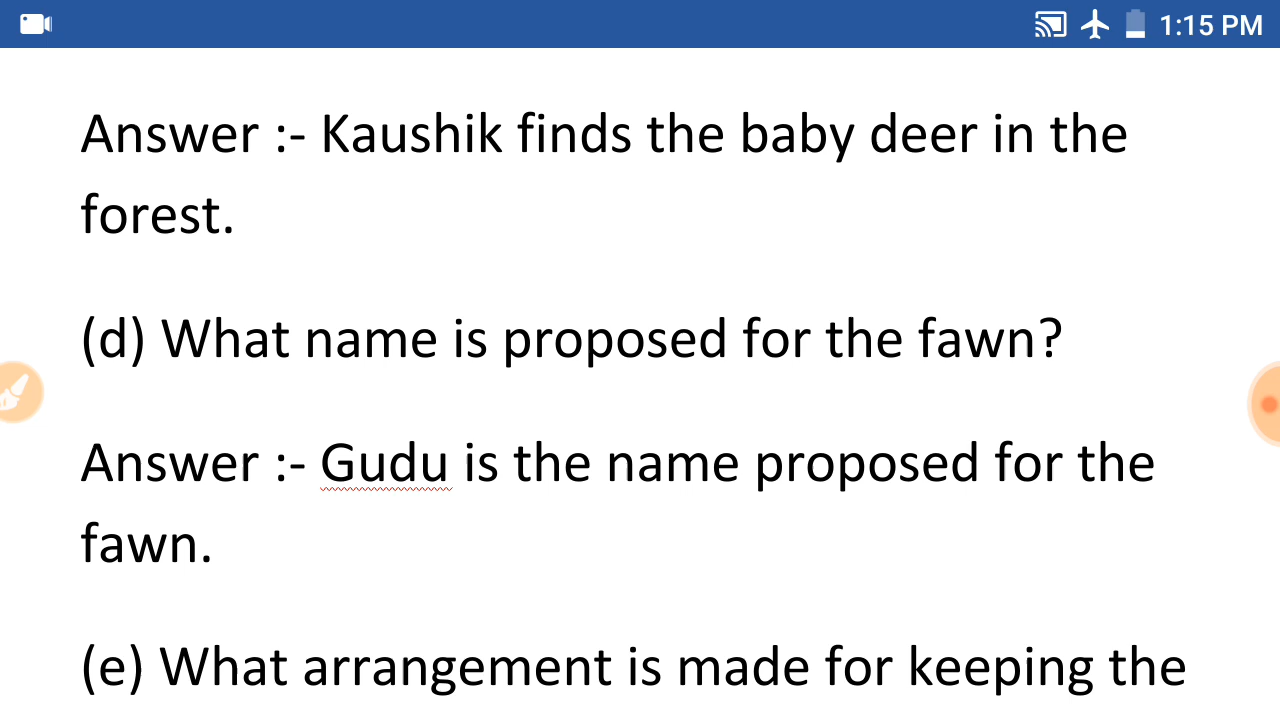 1:15 PM
Answer :- Kaushik finds the baby deer in the
forest.
(d) What name is proposed for the fawn?
Answer :- Gudu is the name proposed for the
fawn.
(e) What arrangement is made for keeping the